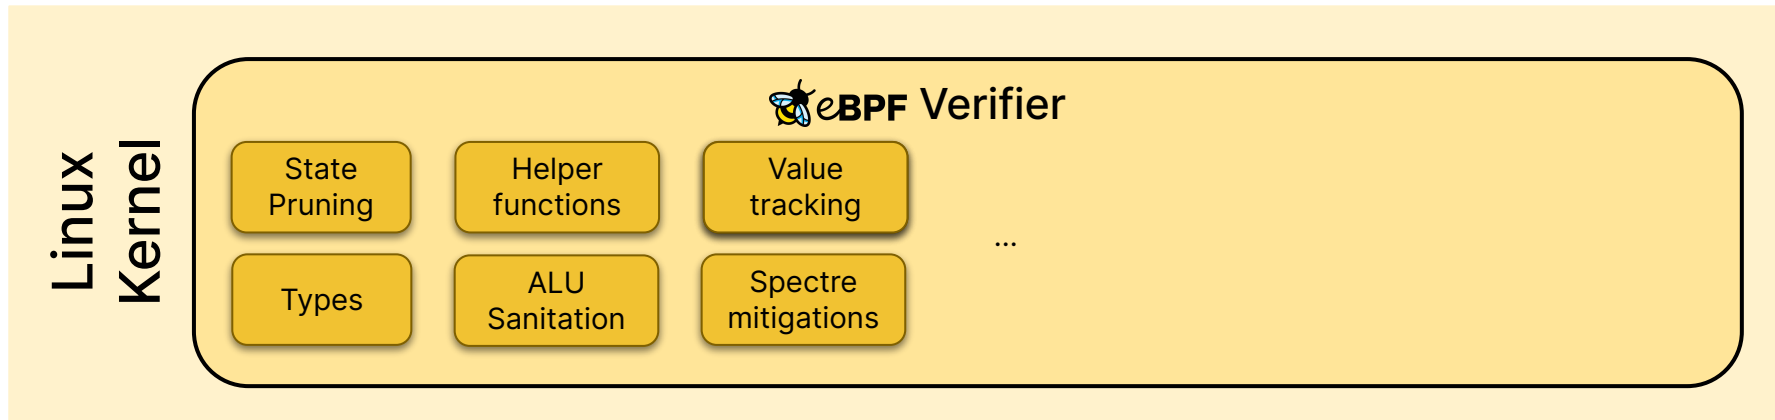 Linux
Kernel
eBPF Verifier
State
Pruning
Helper
functions
Value
tracking
...
Types
ALU
Sanitation
Spectre
mitigations